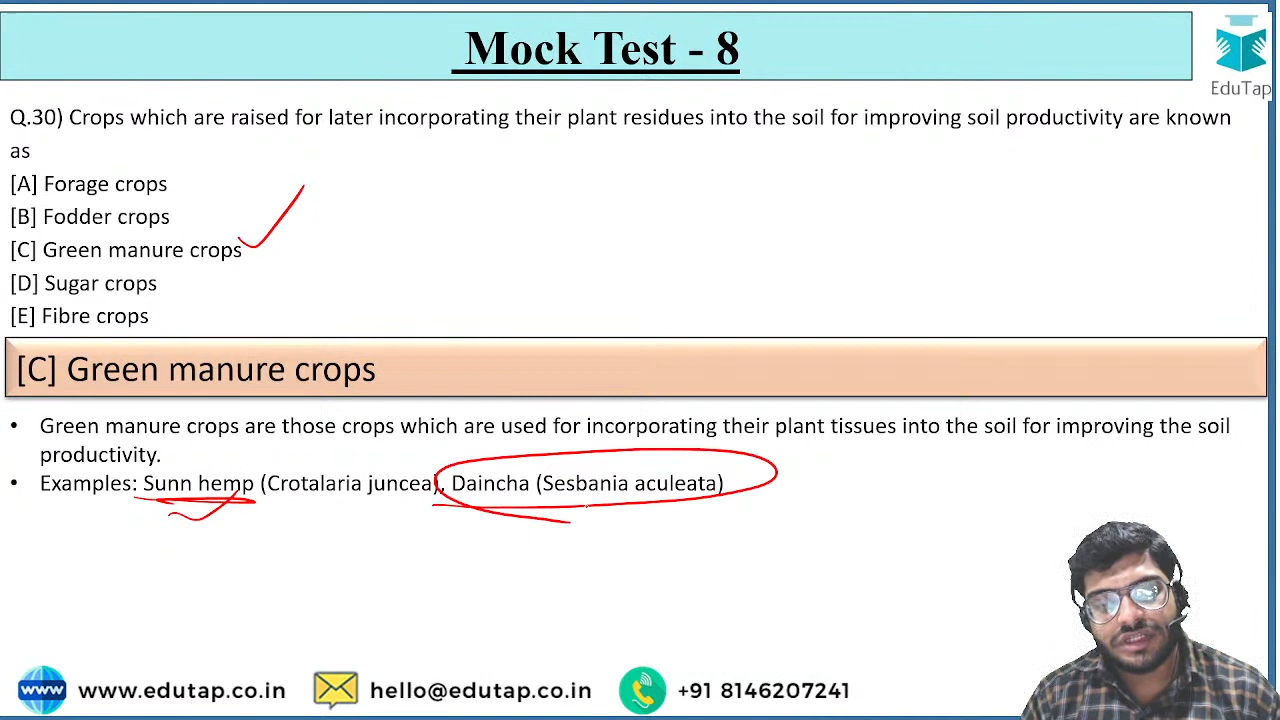 Mock Test - 8
EduTap
Q.30) Crops which are raised for later incorporating their plant residues into the soil for improving soil productivity are known
as
[A] Forage crops
[B] Fodder crops
[C] Green manure crops
[D] Sugar crops
[E] Fibre crops
[C] Green manure crops
• Green manure crops are those crops which are used for incorporating their plant tissues into the soil for improving the soil
productivity.
• Examples: Sunn hemp (Crotalaria juncea), Daincha (Sesbania aculeata)
www www.edutap.co.in hello@edutap.co.in +91 8146207241